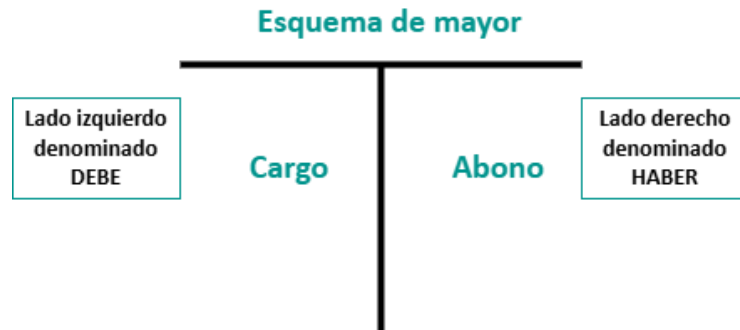 Esquema de mayor
Lado izquierdo
denominado
DEBE
Cargo
Abono
Lado derecho
denominado
HABER